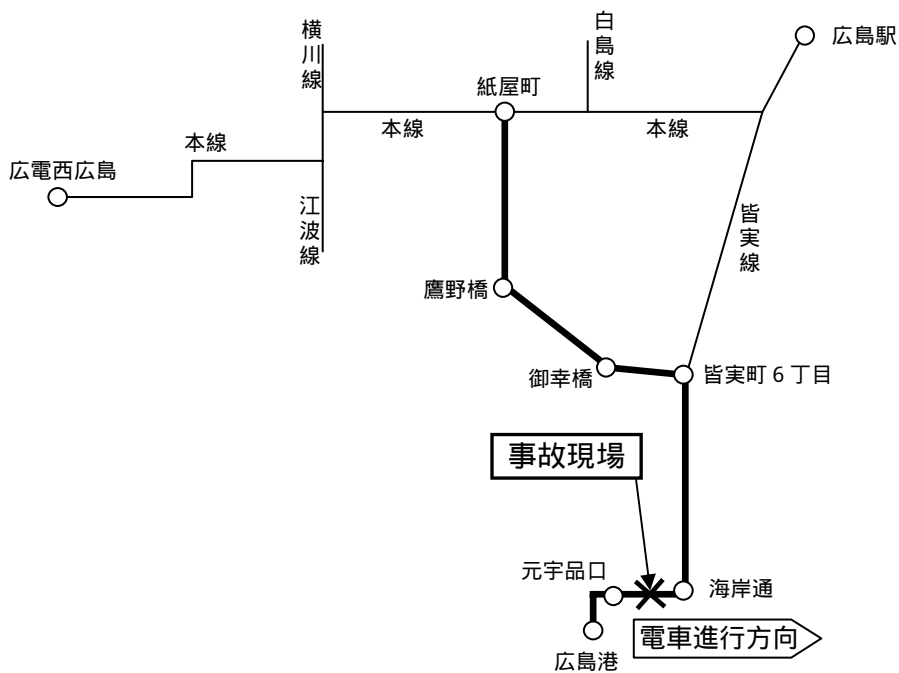 横川線
白島線
広島駅
紙屋町
本線
本線
本線
広電西広島
江波線
皆実線
鷹野橋
御幸橋
皆実町6丁目
事故現場
元宇品口
海岸通
電車進行方向
広島港